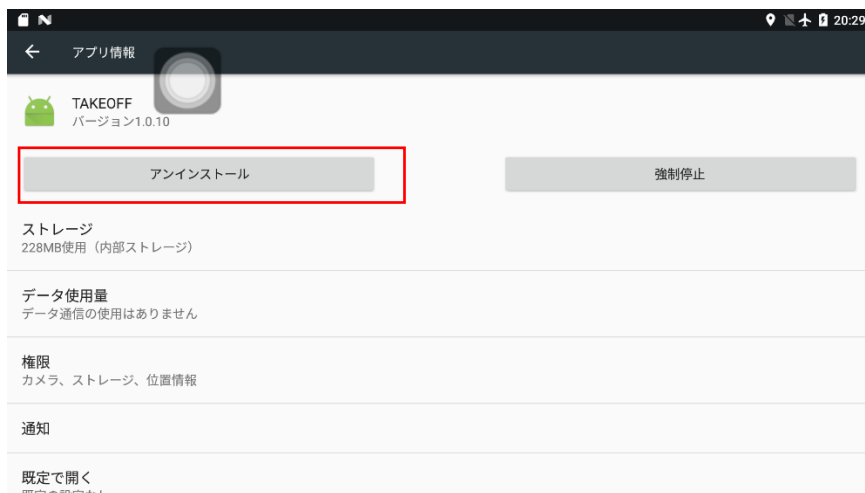 20:29
アプリ情報
TAKEOFF
バージョン1.0.10
アンインストール
強制停止
ストレージ
228MB使用（内部ストレージ）
データ使用量
データ通信の使用はありません
権限
カメラ、ストレージ、位置情報
通知
既定で開く